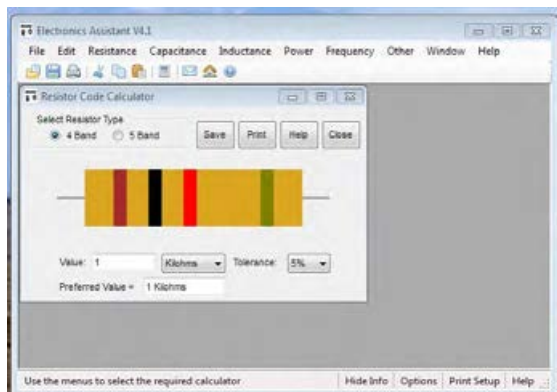 Electronics Assistant V4.1
File Edit Resistance Capacitance Inductance Power Frequency Other Window Help
Resistor Code Calculator
Select Resistor Type
4 Band 5 Band Save Print Help Close
Value: 1 Kilohms Tolerance: 5%
Preferred Value = 1 Kilohms
Use the menus to select the required calculator Hide Info Options Print Setup Help